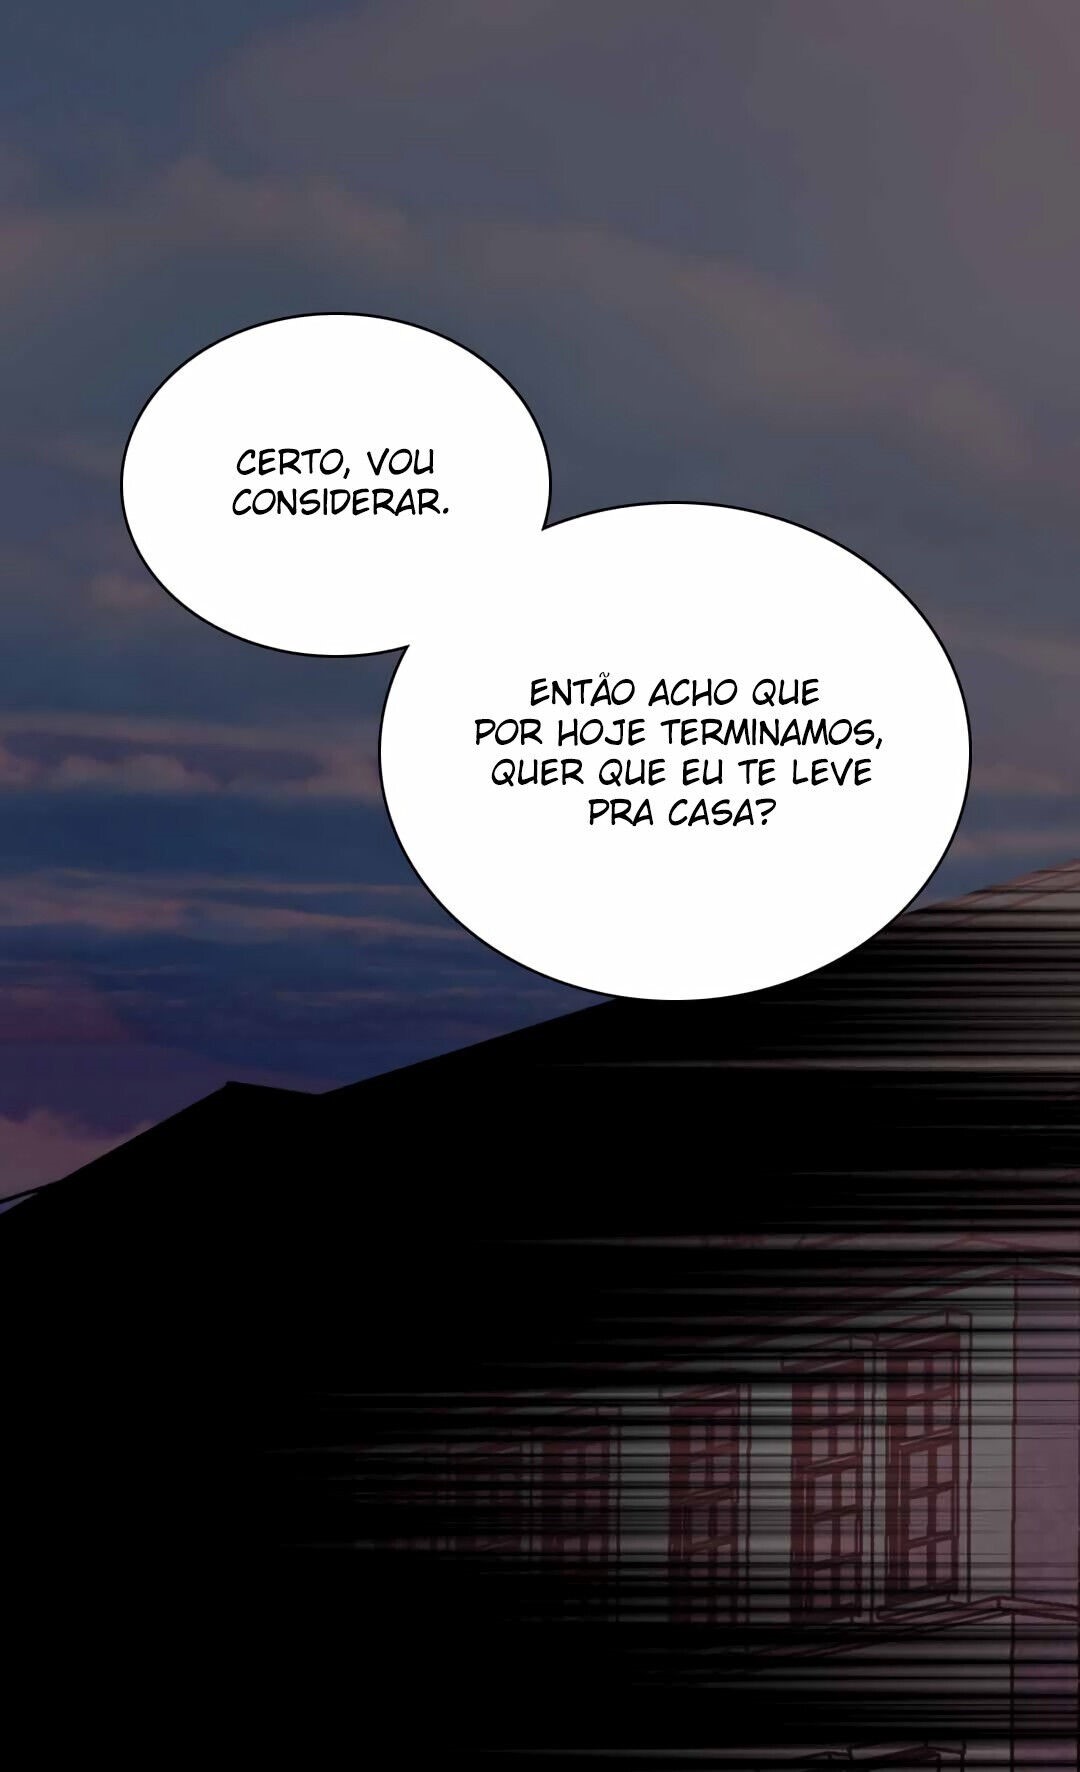 CERTO, VOU
CONSIDERAR.
ENTÃO ACHO QUE
POR HOJE TERMINAMOS,
QUER QUE EU TE LEVE
PRA CASA?